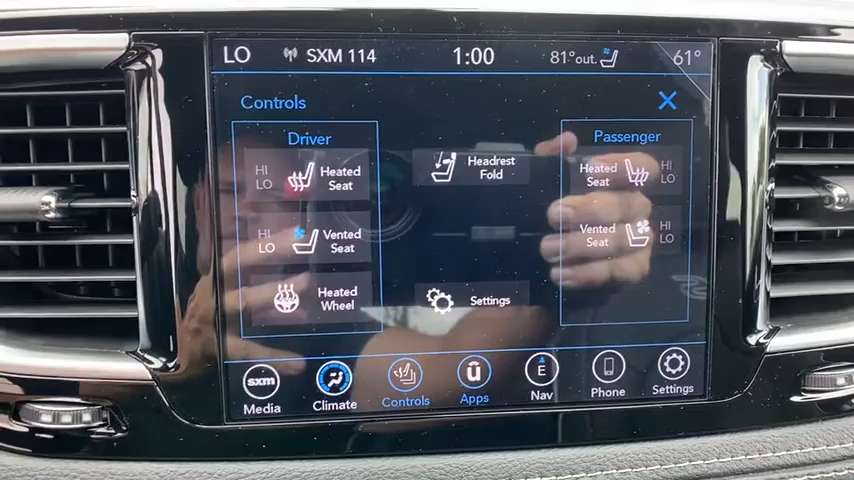 LO SXM 114 1:00 81°out. 61°
Controls
Driver
HI
LO
Heated
Seat
HI
LO
Vented
Seat
Heated
Wheel
Headrest
Fold
Settings
Passenger
Heated
Seat
HI
LO
Vented
Seat
HI
LO
sxm
Media
Climate
Controls
Apps
E
Nav
Phone
Settings